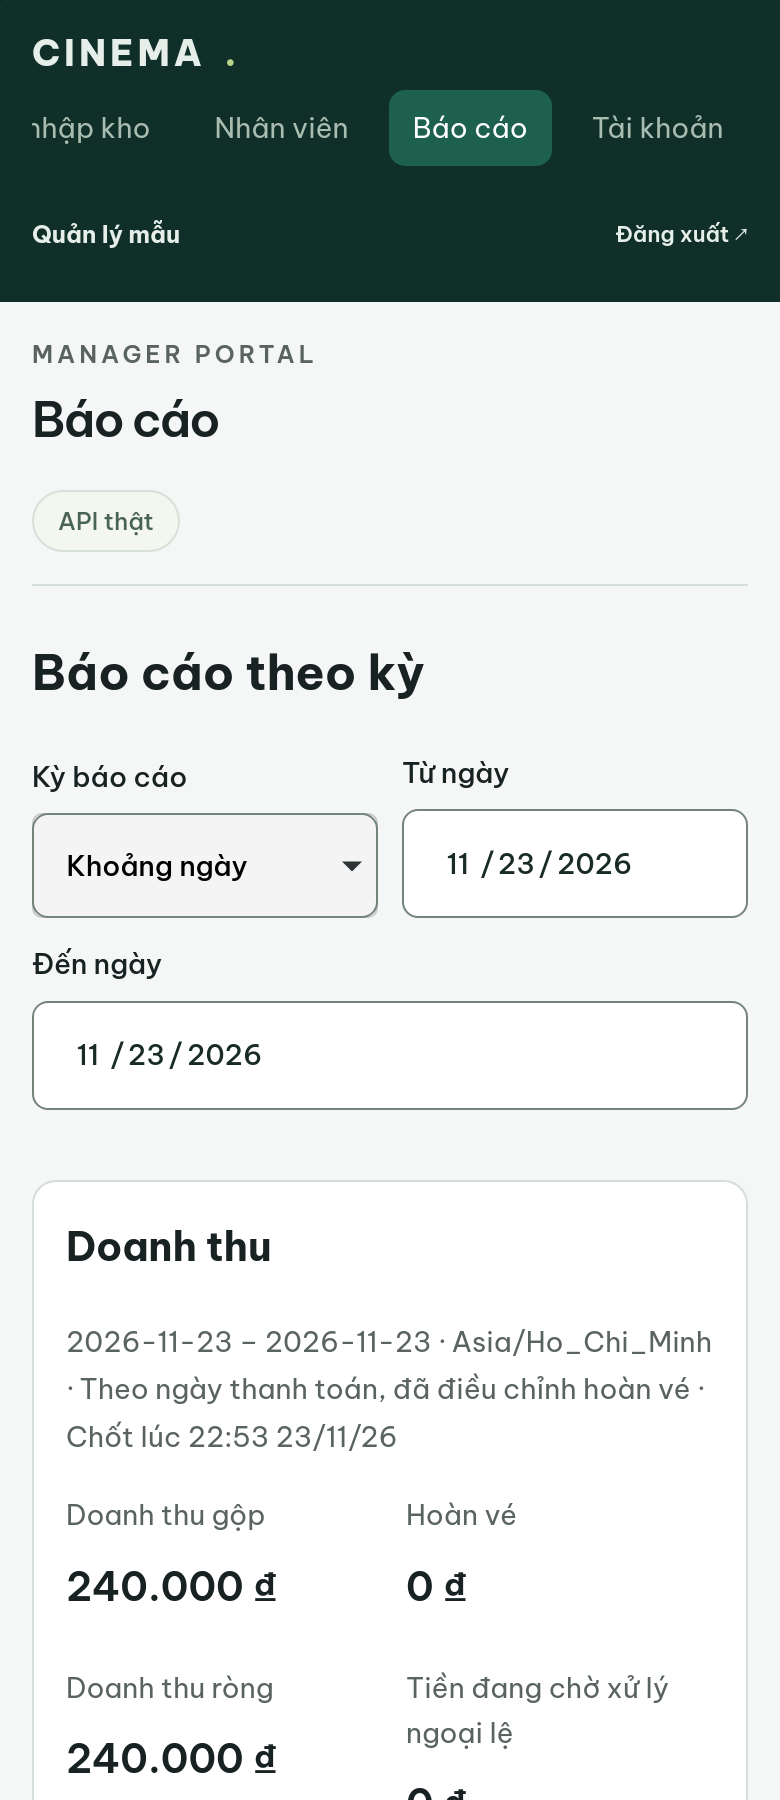 CINEMA .
nhập kho Nhân viên Báo cáo Tài khoản
Quản lý mẫu Đăng xuất ↗
MANAGER PORTAL
Báo cáo
API thật
Báo cáo theo kỳ
Kỳ báo cáo Từ ngày
Khoảng ngày 11 / 23 / 2026
Đến ngày
11 / 23 / 2026
Doanh thu
2026-11-23 – 2026-11-23 · Asia/Ho_Chi_Minh
· Theo ngày thanh toán, đã điều chỉnh hoàn vé ·
Chốt lúc 22:53 23/11/26
Doanh thu gộp Hoàn vé
240.000 ₫ 0 ₫
Doanh thu ròng Tiền đang chờ xử lý
ngoại lệ
240.000 ₫
0 ₫